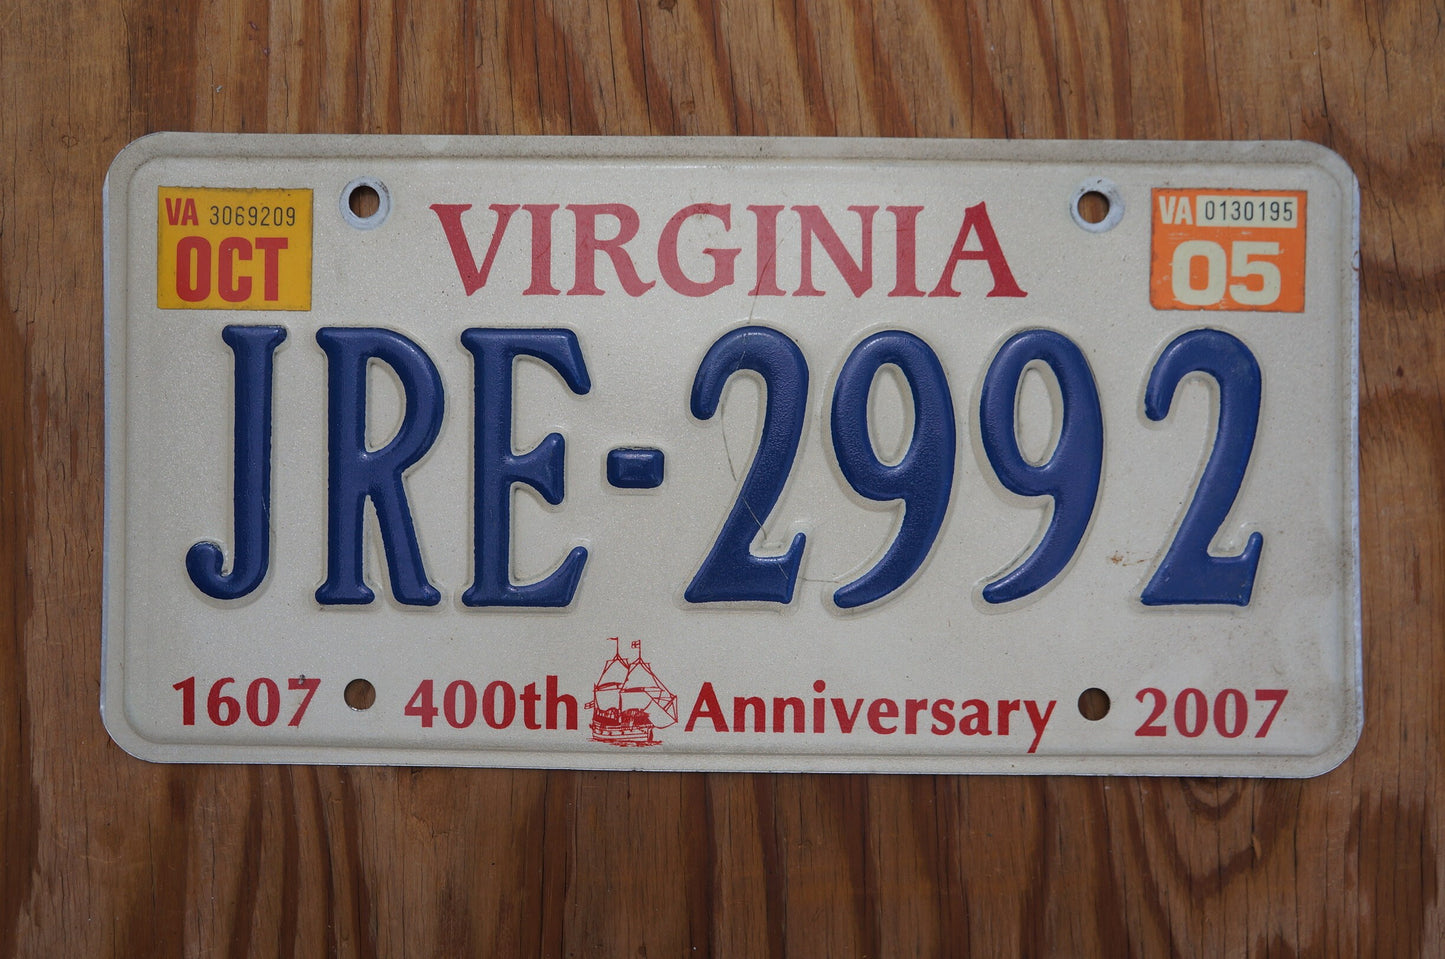 VA 3069209
OCT
VIRGINIA
VA 0130195
05
JRE-2992
1607 400th Anniversary 2007